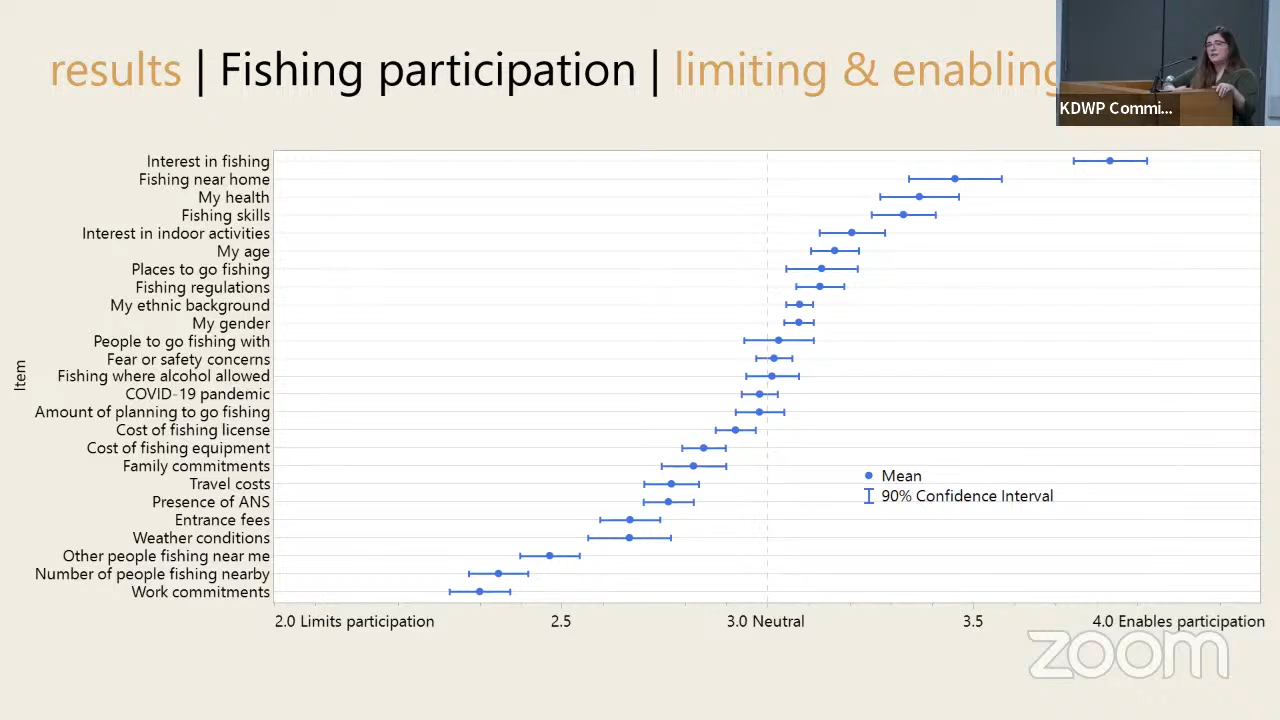 results | Fishing participation | limiting & enabling
KDWP Commi...
Interest in fishing
Fishing near home
My health
Fishing skills
Interest in indoor activities
My age
Places to go fishing
Fishing regulations
My ethnic background
My gender
People to go fishing with
Fear or safety concerns
Fishing where alcohol allowed
COVID-19 pandemic
Amount of planning to go fishing
Cost of fishing license
Cost of fishing equipment
Family commitments
Travel costs
Presence of ANS
Entrance fees
Weather conditions
Other people fishing near me
Number of people fishing nearby
Work commitments
Item
Mean
90% Confidence Interval
2.0 Limits participation 2.5 3.0 Neutral 3.5 4.0 Enables participation
zoom